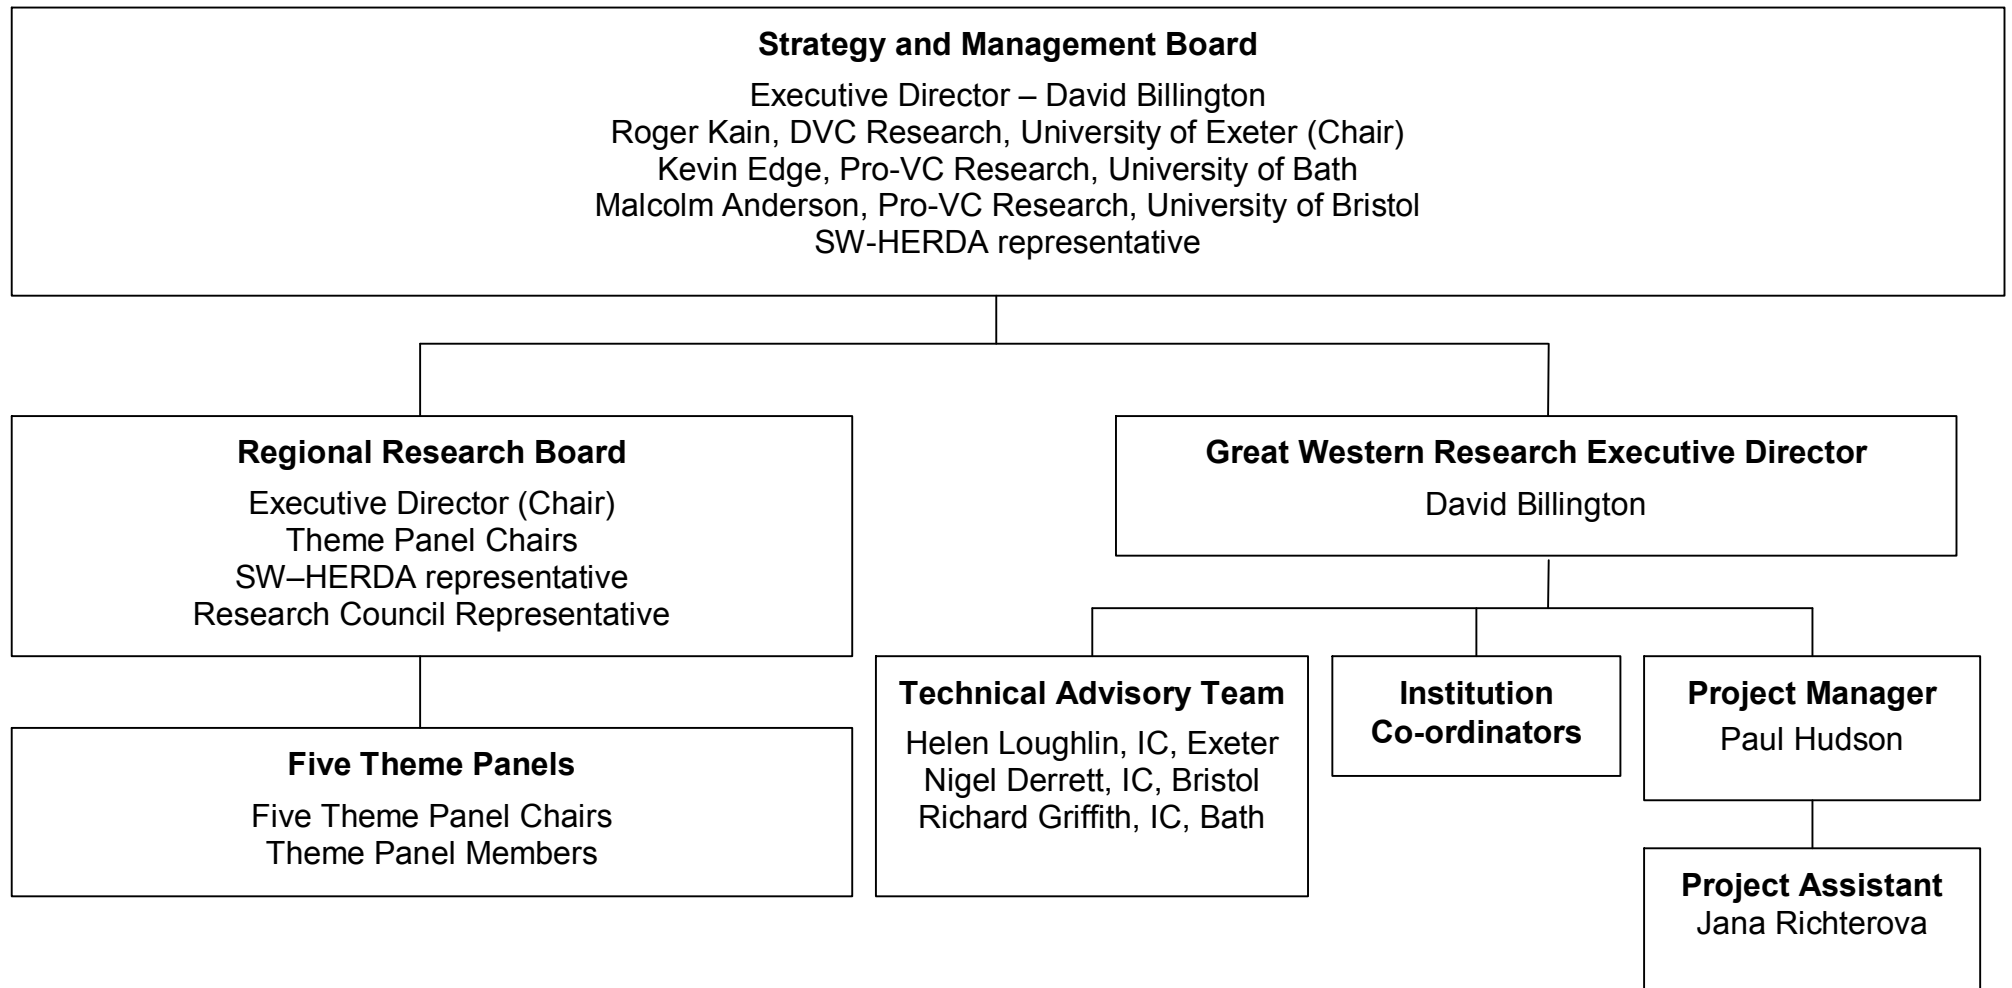 Strategy and Management Board
Executive Director – David Billington
Roger Kain, DVC Research, University of Exeter (Chair)
Kevin Edge, Pro-VC Research, University of Bath
Malcolm Anderson, Pro-VC Research, University of Bristol
SW-HERDA representative
Regional Research Board
Executive Director (Chair)
Theme Panel Chairs
SW–HERDA representative
Research Council Representative
Great Western Research Executive Director
David Billington
Five Theme Panels
Five Theme Panel Chairs
Theme Panel Members
Technical Advisory Team
Helen Loughlin, IC, Exeter
Nigel Derrett, IC, Bristol
Richard Griffith, IC, Bath
Institution
Co-ordinators
Project Manager
Paul Hudson
Project Assistant
Jana Richterova